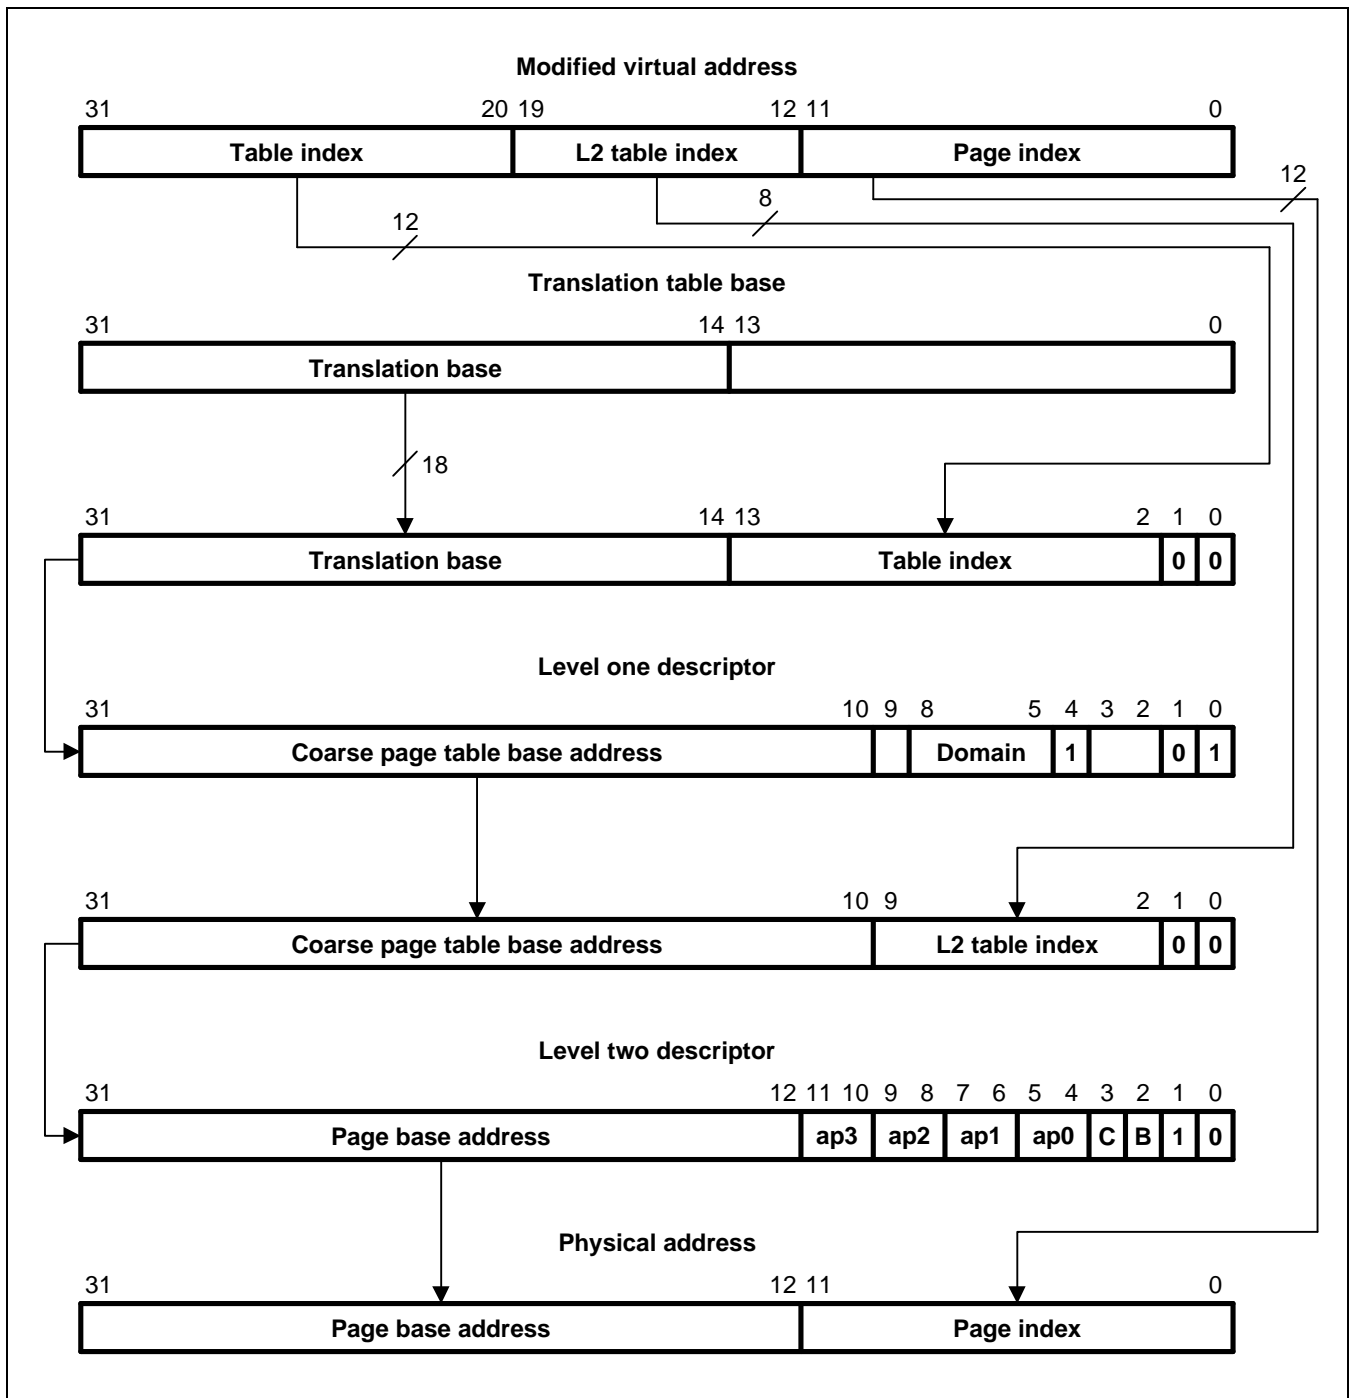 Modified virtual address
31 20 19 12 11 0
Table index L2 table index Page index
12
8
12
Translation table base
31 14 13 0
Translation base
18
31 14 13 2 1 0
Translation base Table index 0 0
Level one descriptor
31 10 9 8 5 4 3 2 1 0
Coarse page table base address Domain 1 0 1
31 10 9 2 1 0
Coarse page table base address L2 table index 0 0
Level two descriptor
31 12 11 10 9 8 7 6 5 4 3 2 1 0
Page base address ap3 ap2 ap1 ap0 C B 1 0
Physical address
31 12 11 0
Page base address Page index